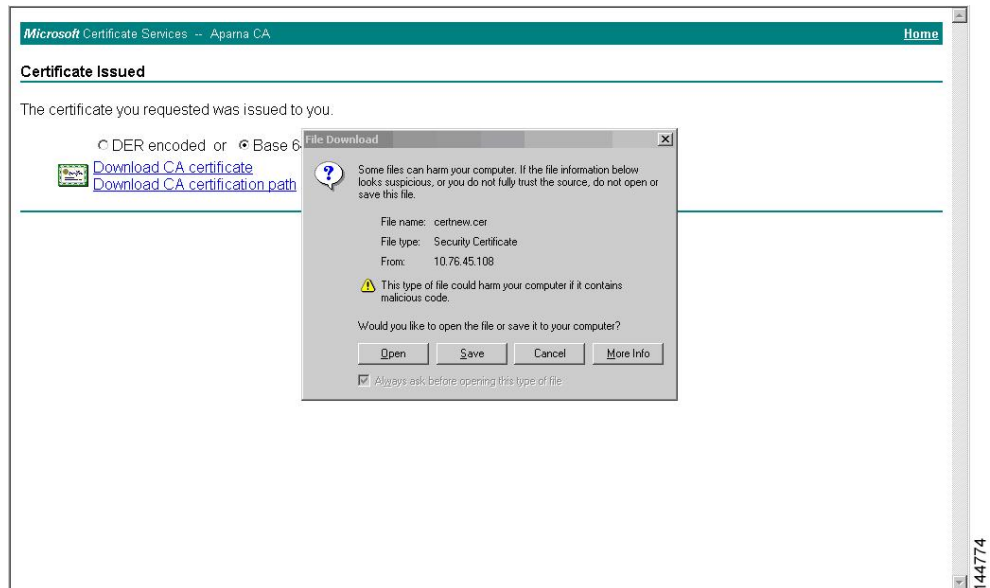 Microsoft Certificate Services -- Aparna CA Home
Certificate Issued
The certificate you requested was issued to you.
DER encoded or Base 6
Download CA certificate
Download CA certification path
File Download
Some files can harm your computer. If the file information below
looks suspicious, or you do not fully trust the source, do not open or
save this file.
File name: certnew.cer
File type: Security Certificate
From: 10.76.45.108
This type of file could harm your computer if it contains
malicious code.
Would you like to open the file or save it to your computer?
Open Save Cancel More Info
Always ask before opening this type of file
144774